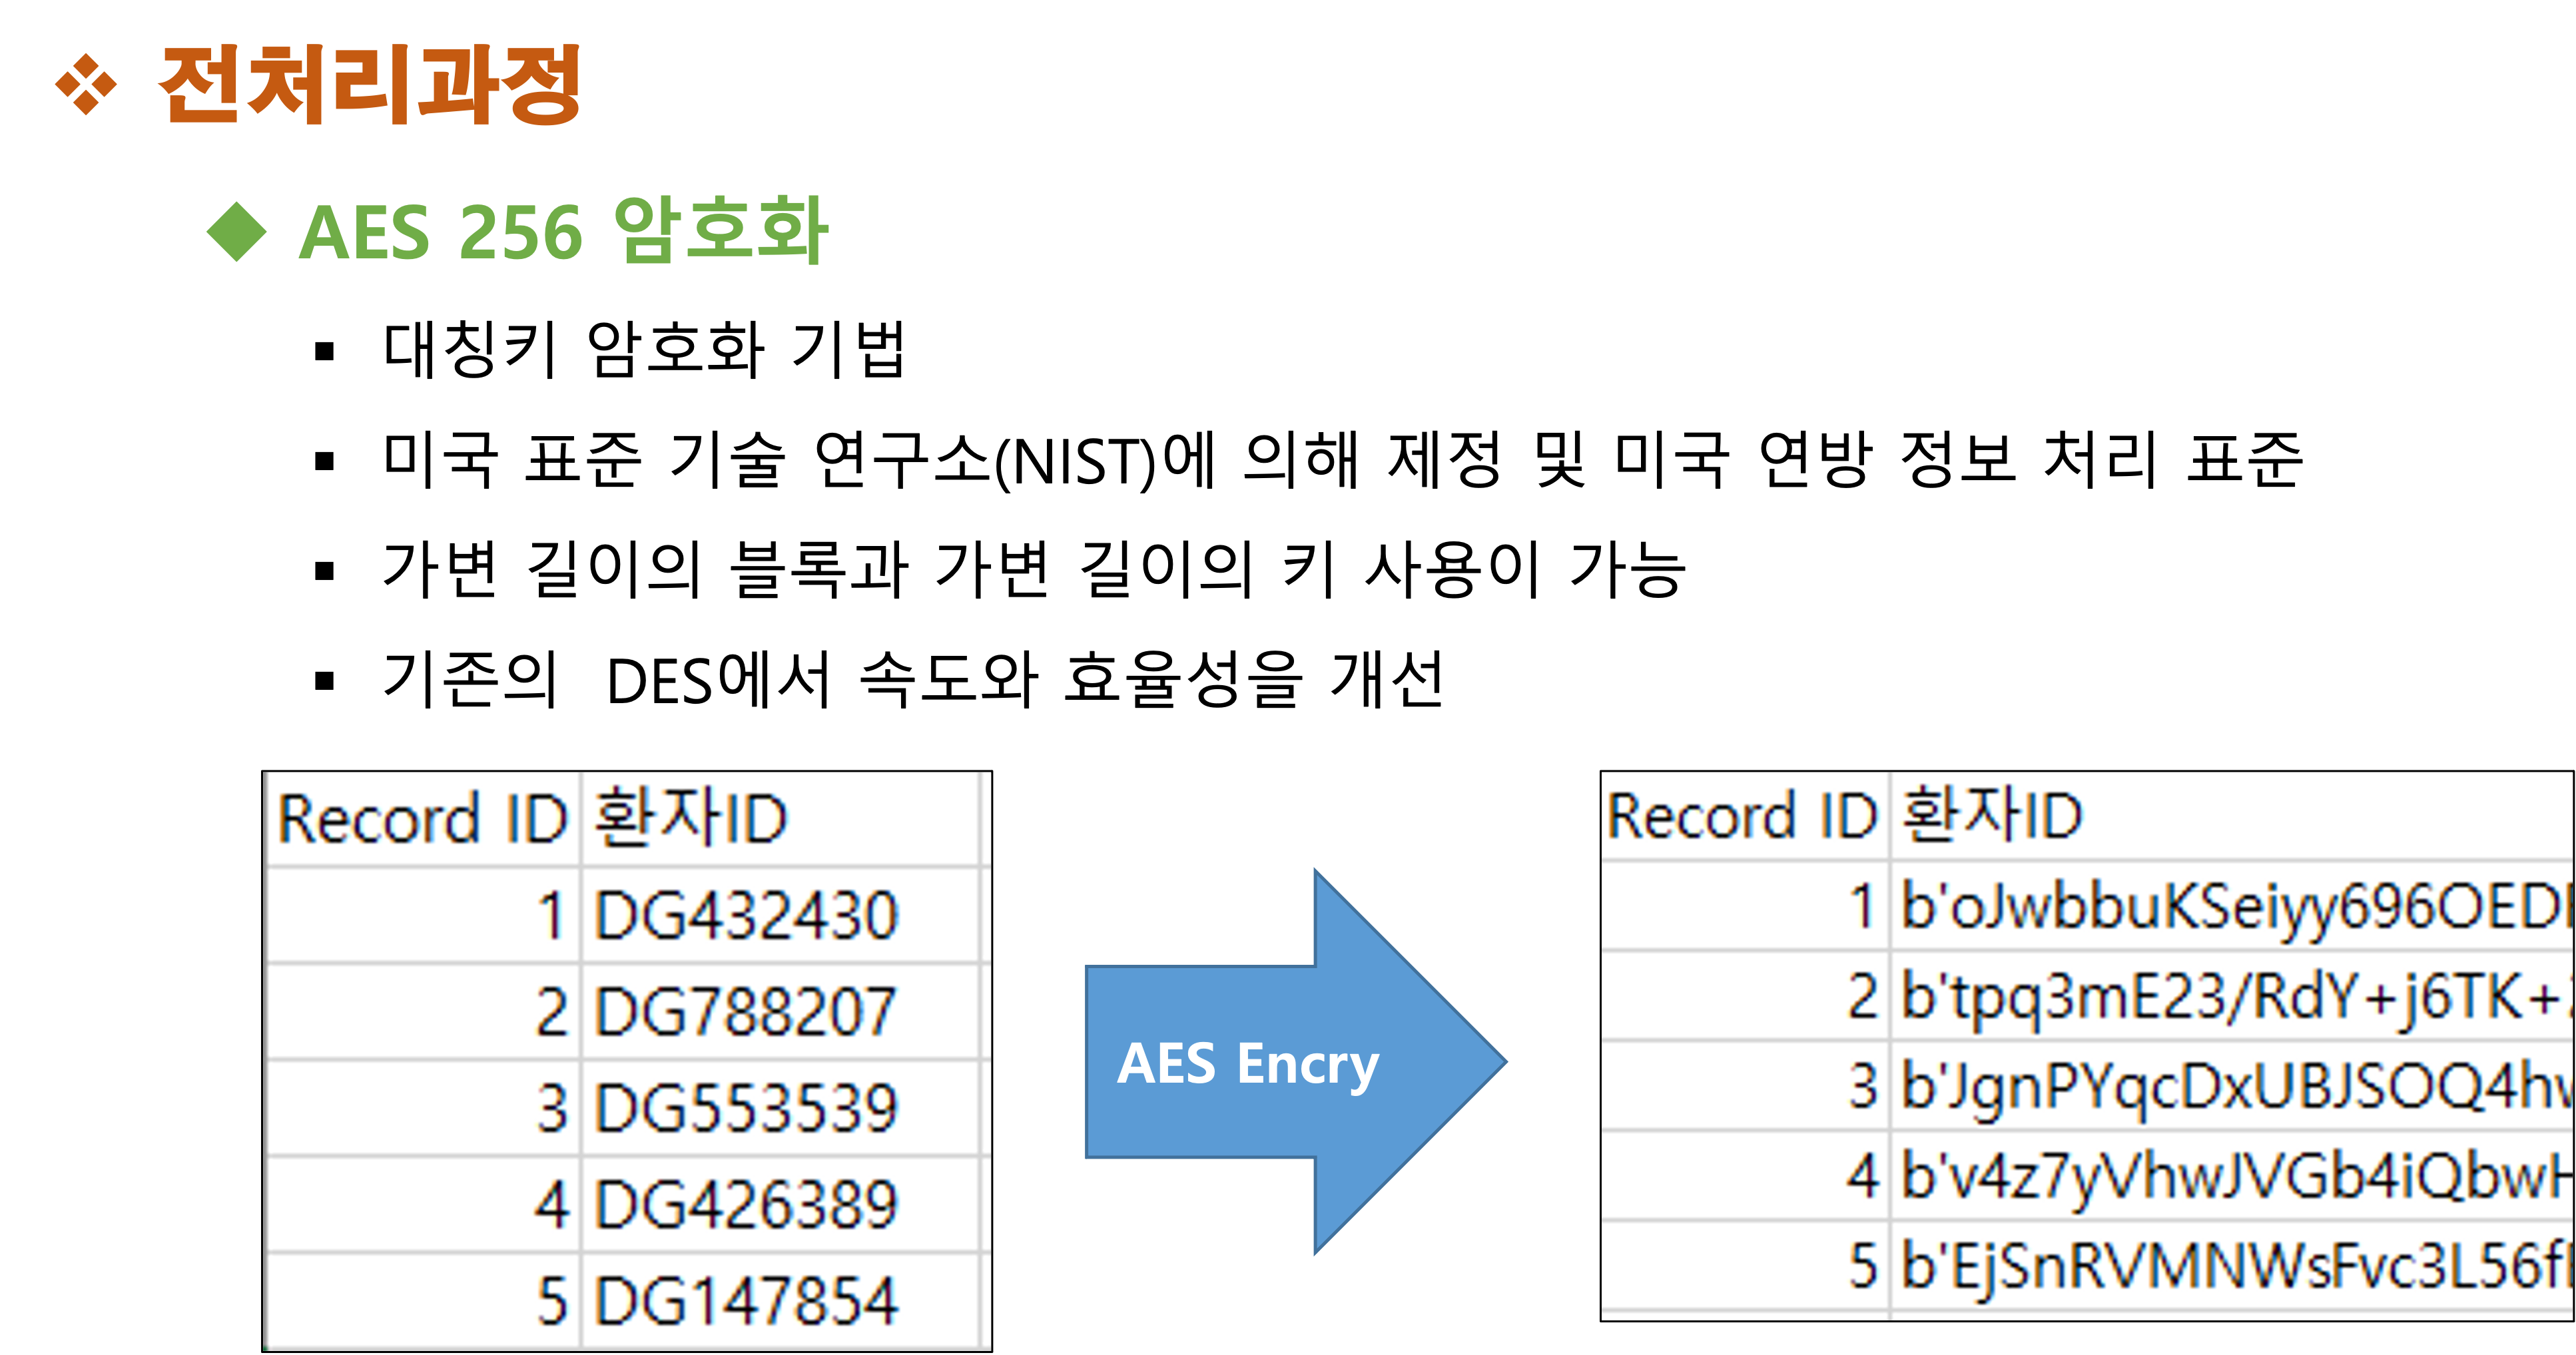 전처리과정
AES 256 암호화
대칭키 암호화 기법
미국 표준 기술 연구소(NIST)에 의해 제정 및 미국 연방 정보 처리 표준
가변 길이의 블록과 가변 길이의 키 사용이 가능
기존의 DES에서 속도와 효율성을 개선
Record ID 환자ID
1 DG432430
2 DG788207
3 DG553539
4 DG426389
5 DG147854
AES Encry
Record ID 환자ID
1 b'oJwbbuKSeiyy696OED
2 b'tpq3mE23/RdY+j6TK+
3 b'JgnPYqcDxUBJSOQ4h
4 b'v4z7yVhwJVGb4iQbw
5 b'EjSnRVMNWsFvc3L56f